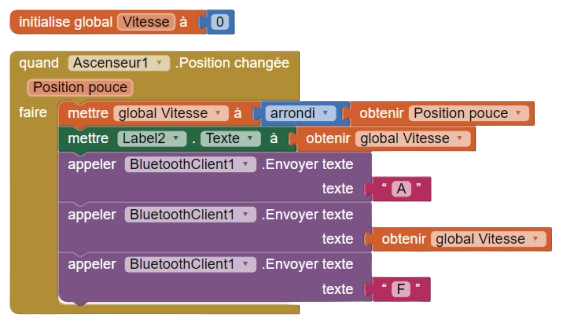 initialise global Vitesse à 0
quand Ascenseur1 .Position changée
Position pouce
faire mettre global Vitesse à arrondi obtenir Position pouce
mettre Label2 . Texte à obtenir global Vitesse
appeler BluetoothClient1 .Envoyer texte
texte " A "
appeler BluetoothClient1 .Envoyer texte
texte obtenir global Vitesse
appeler BluetoothClient1 .Envoyer texte
texte " F "